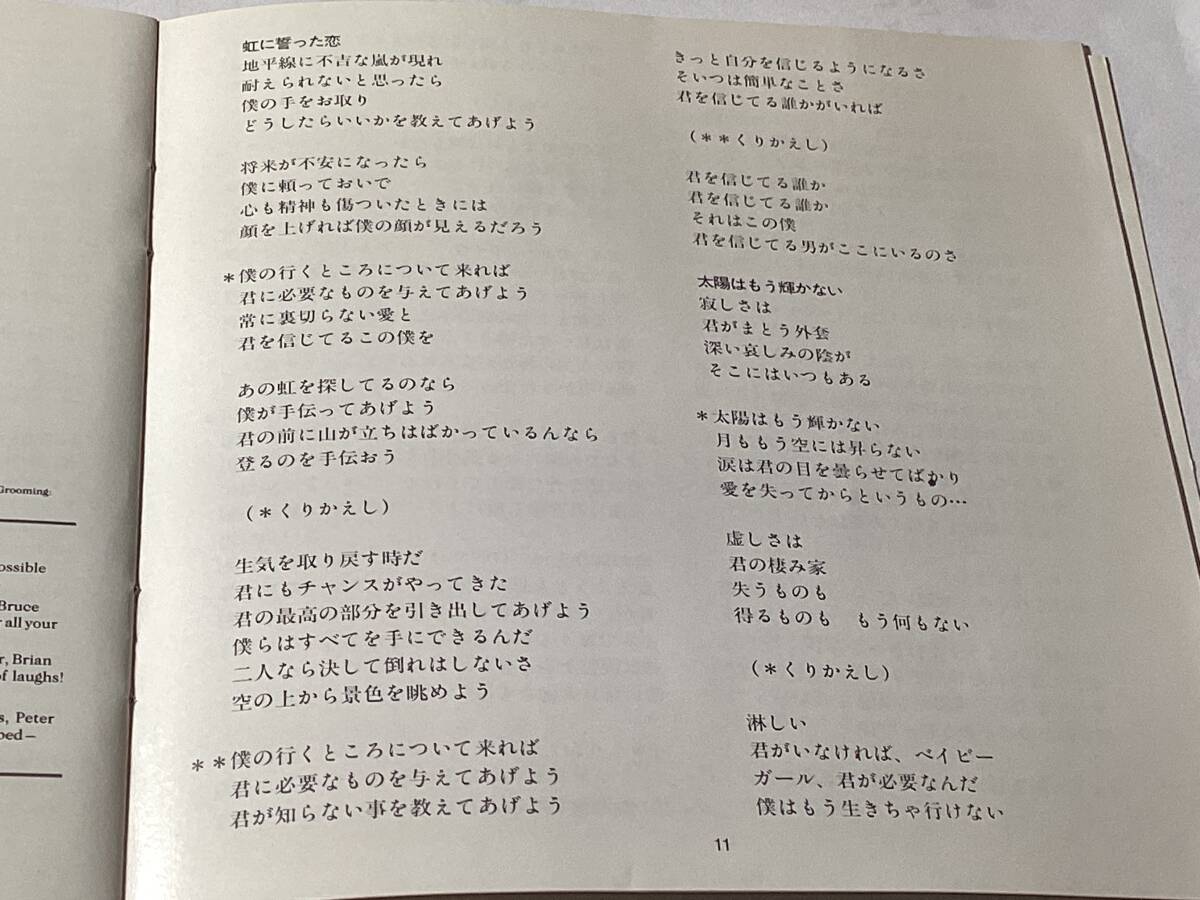 Grooming:
ossible
Bruce
r all your
r, Brian
of laughs!
s, Peter
bed—
虹に誓った恋
地平線に不吉な嵐が現れ
耐えられないと思ったら
僕の手をお取り
どうしたらいいかを教えてあげよう
将来が不安になったら
僕に頼っておいで
心も精神も傷ついたときには
顔を上げれば僕の顔が見えるだろう
*僕の行くところについて来れば
君に必要なものを与えてあげよう
常に裏切らない愛と
君を信じてるこの僕を
あの虹を探してるのなら
僕が手伝ってあげよう
君の前に山が立ちはばかっているんなら
登るのを手伝おう
(*くりかえし)
生気を取り戻す時だ
君にもチャンスがやってきた
君の最高の部分を引き出してあげよう
僕らはすべてを手にできるんだ
二人なら決して倒れはしないさ
空の上から景色を眺めよう
**僕の行くところについて来れば
君に必要なものを与えてあげよう
君が知らない事を教えてあげよう
きっと自分を信じるようになるさ
そいつは簡単なことさ
君を信じてる誰かがいれば
(**くりかえし)
君を信じてる誰か
君を信じてる誰か
それはこの僕
君を信じてる男がここにいるのさ
太陽はもう輝かない
寂しさは
君がまとう外套
深い哀しみの陰が
そこにはいつもある
*太陽はもう輝かない
月ももう空には昇らない
涙は君の目を曇らせてばかり
愛を失ってからというもの…
虚しさは
君の棲み家
失うものも
得るものも　もう何もない
(*くりかえし)
淋しい
君がいなければ、ベイビー
ガール、君が必要なんだ
僕はもう生きちゃ行けない
11